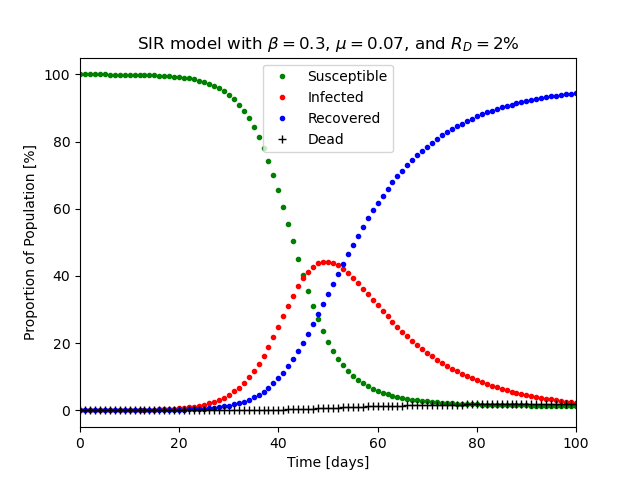 SIR model with β = 0.3, μ = 0.07, and R_D = 2%
Susceptible
Infected
Recovered
Dead
Proportion of Population [%]
100
80
60
40
20
0
0 20 40 60 80 100
Time [days]